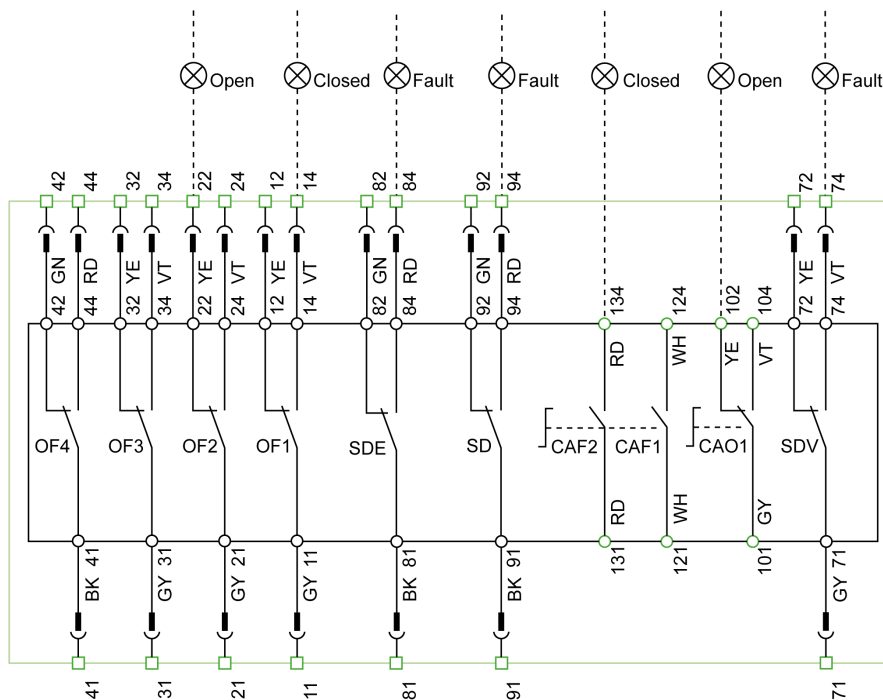 Open Closed Fault Fault Closed Open Fault
42 44 32 34 22 24 12 14 82 84 92 94 72 74
GN RD YE VT YE VT YE VT GN RD GN RD YE VT
42 44 32 34 22 24 12 14 82 84 92 94 134 124 102 104 72 74
RD WH YE VT
OF4 OF3 OF2 OF1 SDE SD CAF2 CAF1 CAO1 SDV
RD WH GY
41 31 21 11 81 91 131 121 101 71
BK GY GY GY BK BK GY
41 31 21 11 81 91 71